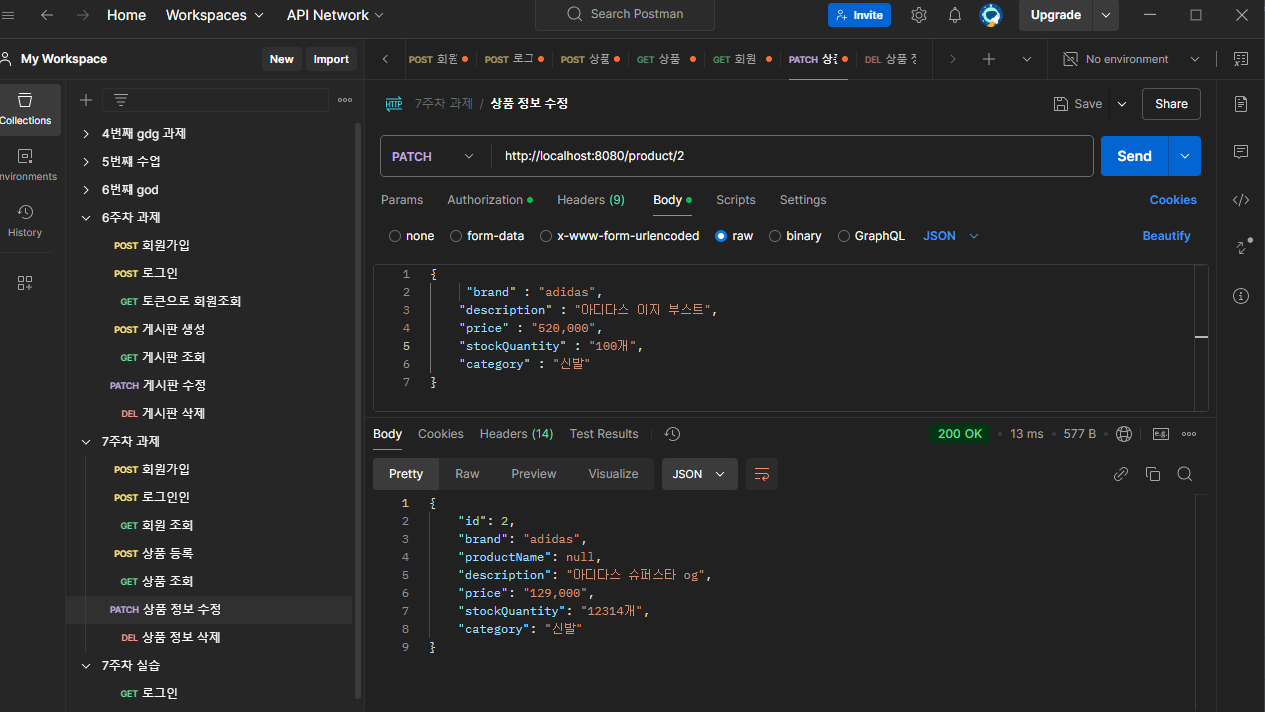 Home Workspaces API Network Search Postman Invite Upgrade
My Workspace New Import POST 회원 POST 로그 POST 상품 GET 상품 GET 회원 PATCH 상품 DEL 상품 정 No environment
Collections
Environments
History
4번째 gdg 과제
5번째 수업
6번째 god
6주차 과제
POST 회원가입
POST 로그인
GET 토큰으로 회원조회
POST 게시판 생성
GET 게시판 조회
PATCH 게시판 수정
DEL 게시판 삭제
7주차 과제
POST 회원가입
POST 로그인인
GET 회원 조회
POST 상품 등록
GET 상품 조회
PATCH 상품 정보 수정
DEL 상품 정보 삭제
7주차 실습
GET 로그인
HTTP 7주차 과제 / 상품 정보 수정 Save Share
PATCH http://localhost:8080/product/2 Send
Params Authorization Headers (9) Body Scripts Settings Cookies
none form-data x-www-form-urlencoded raw binary GraphQL JSON Beautify
1 {
2 "brand" : "adidas",
3 "description" : "아디다스 이지 부스트",
4 "price" : "520,000",
5 "stockQuantity" : "100개",
6 "category" : "신발"
7 }
Body Cookies Headers (14) Test Results 200 OK 13 ms 577 B e.g.
Pretty Raw Preview Visualize JSON
1 {
2 "id": 2,
3 "brand": "adidas",
4 "productName": null,
5 "description": "아디다스 슈퍼스타 og",
6 "price": "129,000",
7 "stockQuantity": "12314개",
8 "category": "신발"
9 }